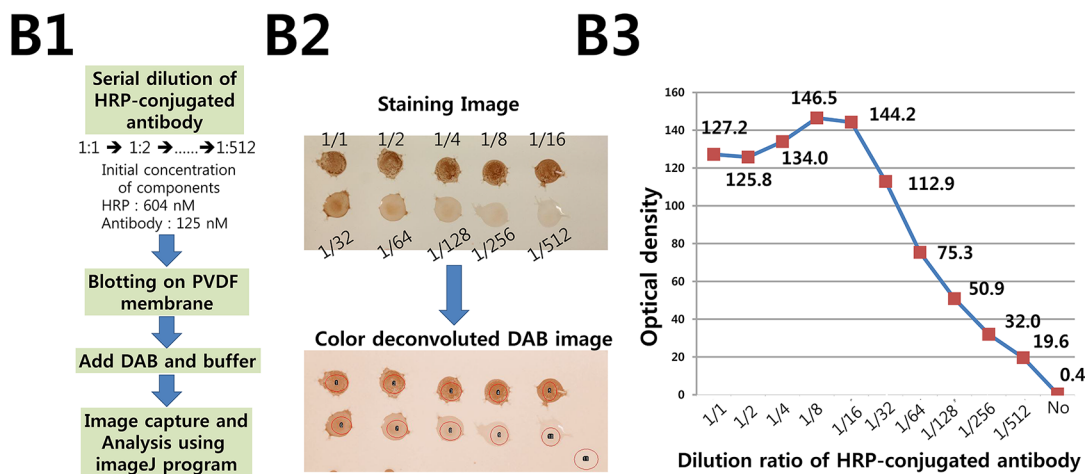 B1
Serial dilution of
HRP-conjugated
antibody
1:1 → 1:2 →......→1:512
Initial concentration
of components
HRP : 604 nM
Antibody : 125 nM
Blotting on PVDF
membrane
Add DAB and buffer
Image capture and
Analysis using
imageJ program
B2
Staining Image
1/1 1/2 1/4 1/8 1/16
1/32 1/64 1/128 1/256 1/512
Color deconvoluted DAB image
B3
Optical density
160
140
120
100
80
60
40
20
0
127.2
125.8
134.0
146.5
144.2
112.9
75.3
50.9
32.0
19.6
0.4
1/1 1/2 1/4 1/8 1/16 1/32 1/64 1/128 1/256 1/512 No
Dilution ratio of HRP-conjugated antibody